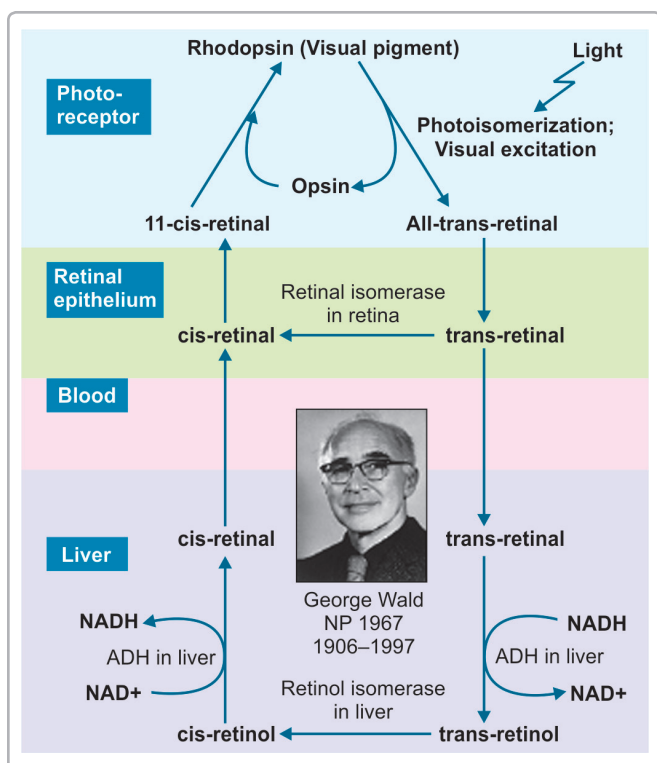 Rhodopsin (Visual pigment)
Light
Photo-
receptor
Photoisomerization;
Visual excitation
Opsin
11-cis-retinal
All-trans-retinal
Retinal
epithelium
Retinal isomerase
in retina
cis-retinal
trans-retinal
Blood
cis-retinal
trans-retinal
Liver
George Wald
NP 1967
1906–1997
NADH
NADH
ADH in liver
ADH in liver
NAD+
NAD+
Retinol isomerase
in liver
cis-retinol
trans-retinol